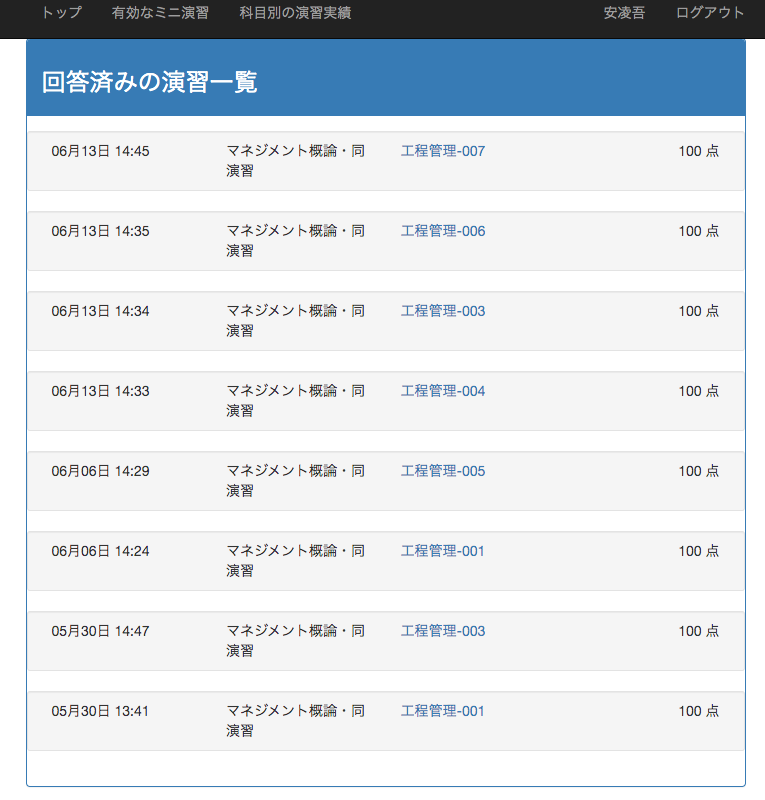 トップ 有効なミニ演習 科目別の演習実績 安凌吾 ログアウト
回答済みの演習一覧
06月13日 14:45 マネジメント概論・同 工程管理-007 100 点
演習
06月13日 14:35 マネジメント概論・同 工程管理-006 100 点
演習
06月13日 14:34 マネジメント概論・同 工程管理-003 100 点
演習
06月13日 14:33 マネジメント概論・同 工程管理-004 100 点
演習
06月06日 14:29 マネジメント概論・同 工程管理-005 100 点
演習
06月06日 14:24 マネジメント概論・同 工程管理-001 100 点
演習
05月30日 14:47 マネジメント概論・同 工程管理-003 100 点
演習
05月30日 13:41 マネジメント概論・同 工程管理-001 100 点
演習